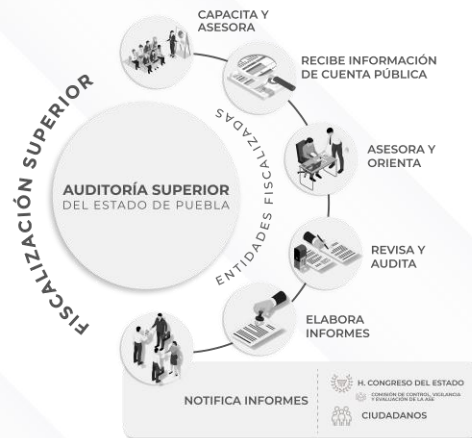 CAPACITA Y
ASESORA
RECIBE INFORMACIÓN
DE CUENTA PÚBLICA
FISCALIZACIÓN SUPERIOR
ENTIDADES FISCALIZADAS
ASESORA Y
ORIENTA
AUDITORÍA SUPERIOR
DEL ESTADO DE PUEBLA
REVISA Y
AUDITA
ELABORA
INFORMES
NOTIFICA INFORMES
H. CONGRESO DEL ESTADO
COMISIÓN DE CONTROL, VIGILANCIA
Y EVALUACIÓN DE LA ASE
CIUDADANOS